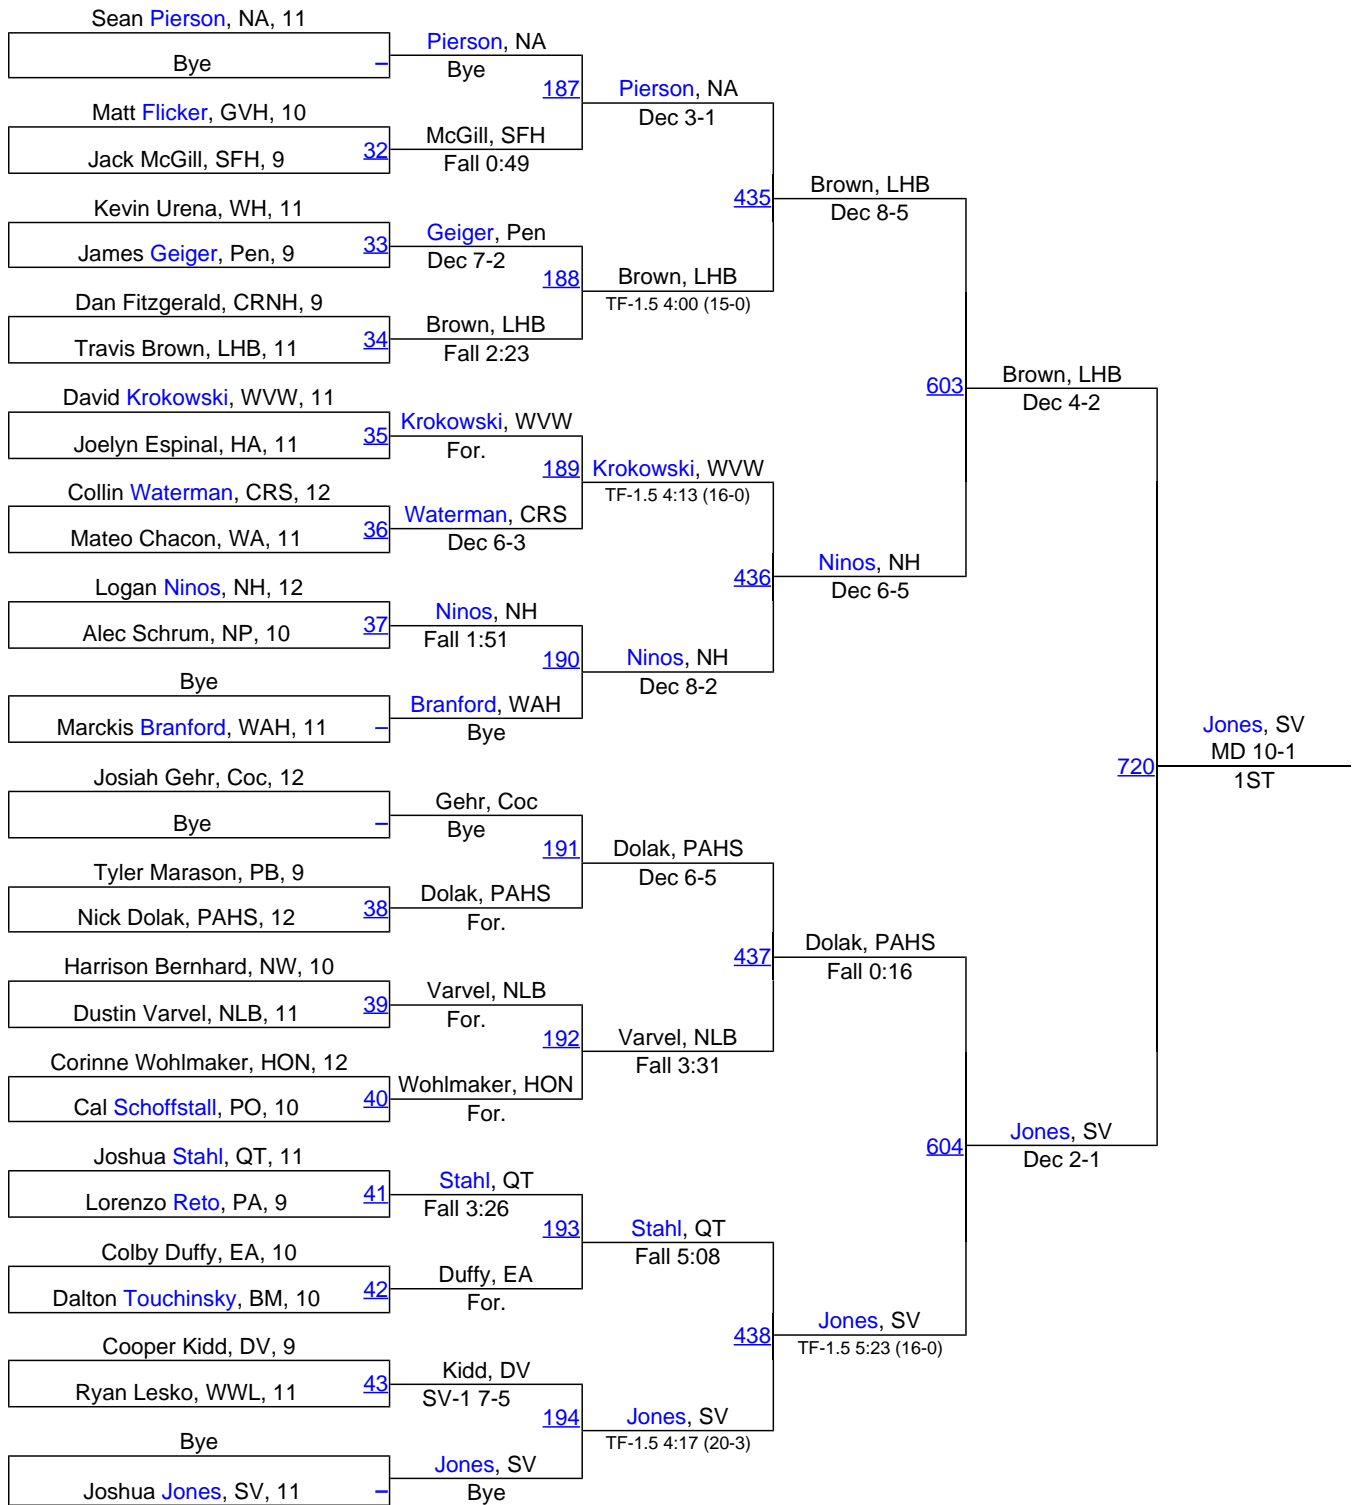 Sean Pierson, NA, 11
Bye
–
Matt Flicker, GVH, 10
Jack McGill, SFH, 9
32
Kevin Urena, WH, 11
James Geiger, Pen, 9
33
Dan Fitzgerald, CRNH, 9
Travis Brown, LHB, 11
34
David Krokowski, WVW, 11
Joelyn Espinal, HA, 11
35
Collin Waterman, CRS, 12
Mateo Chacon, WA, 11
36
Logan Ninos, NH, 12
Alec Schrum, NP, 10
37
Bye
Marckis Branford, WAH, 11
–
Josiah Gehr, Coc, 12
Bye
–
Tyler Marason, PB, 9
Nick Dolak, PAHS, 12
38
Harrison Bernhard, NW, 10
Dustin Varvel, NLB, 11
39
Corinne Wohlmaker, HON, 12
Cal Schoffstall, PO, 10
40
Joshua Stahl, QT, 11
Lorenzo Reto, PA, 9
41
Colby Duffy, EA, 10
Dalton Touchinsky, BM, 10
42
Cooper Kidd, DV, 9
Ryan Lesko, WWL, 11
43
Bye
Joshua Jones, SV, 11
–
Pierson, NA
Bye
187
McGill, SFH
Fall 0:49
Geiger, Pen
Dec 7-2
188
Brown, LHB
Fall 2:23
Krokowski, WVW
For.
189
Waterman, CRS
Dec 6-3
Ninos, NH
Fall 1:51
190
Branford, WAH
Bye
Gehr, Coc
Bye
191
Dolak, PAHS
For.
Varvel, NLB
For.
192
Wohlmaker, HON
For.
Stahl, QT
Fall 3:26
193
Duffy, EA
For.
Kidd, DV
SV-1 7-5
194
Jones, SV
Bye
Pierson, NA
Dec 3-1
435
Brown, LHB
TF-1.5 4:00 (15-0)
Krokowski, WVW
TF-1.5 4:13 (16-0)
436
Ninos, NH
Dec 8-2
Dolak, PAHS
Dec 6-5
437
Varvel, NLB
Fall 3:31
Stahl, QT
Fall 5:08
438
Jones, SV
TF-1.5 4:17 (20-3)
Brown, LHB
Dec 8-5
603
Ninos, NH
Dec 6-5
Dolak, PAHS
Fall 0:16
604
Jones, SV
TF-1.5 5:23 (16-0)
Brown, LHB
Dec 4-2
720
Jones, SV
Dec 2-1
Jones, SV
MD 10-1
1ST